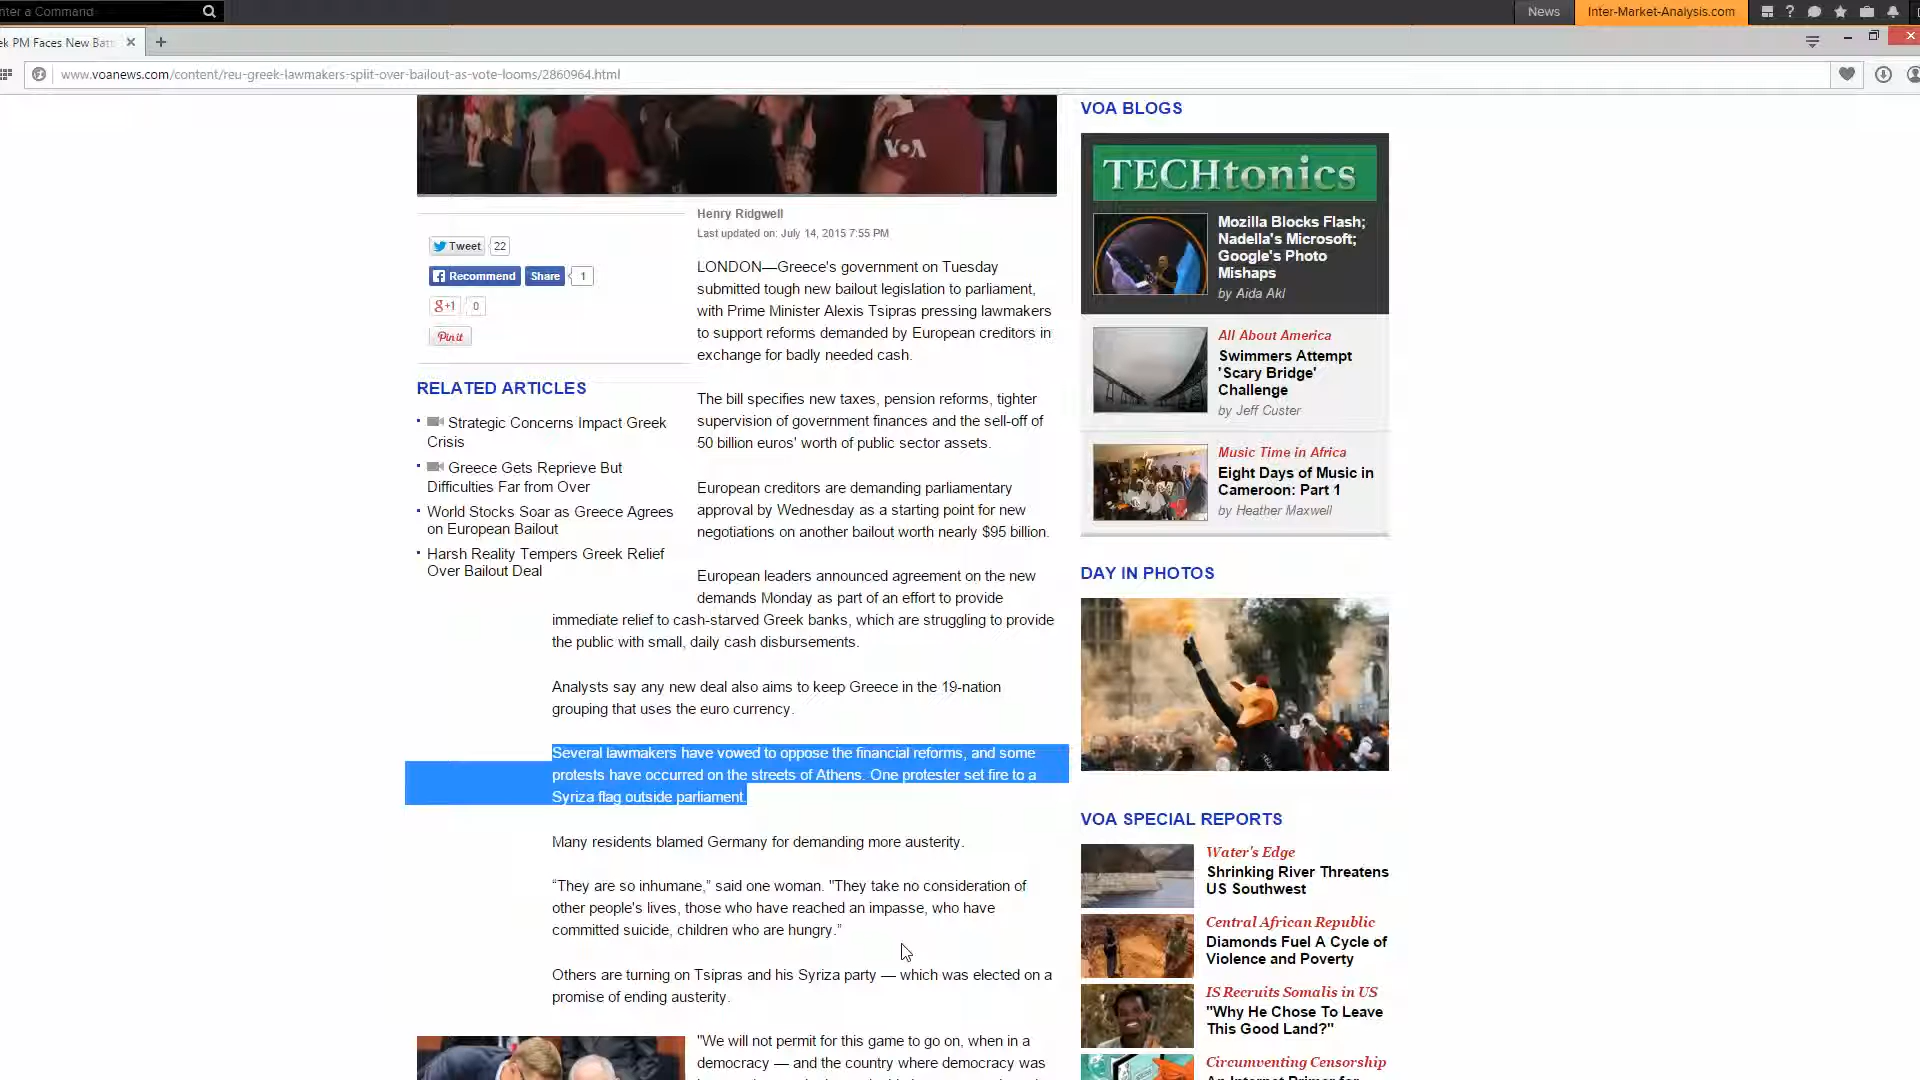 nter a Command
News
Inter-Market-Analysis.com
?
ek PM Faces New Batt
www.voanews.com/content/reu-greek-lawmakers-split-over-bailout-as-vote-looms/2860964.html
VOA
Tweet 22
Recommend Share 1
g+1 0
Pinit
RELATED ARTICLES
Strategic Concerns Impact Greek
Crisis
Greece Gets Reprieve But
Difficulties Far from Over
World Stocks Soar as Greece Agrees
on European Bailout
Harsh Reality Tempers Greek Relief
Over Bailout Deal
Henry Ridgwell
Last updated on: July 14, 2015 7:55 PM
LONDON—Greece's government on Tuesday
submitted tough new bailout legislation to parliament,
with Prime Minister Alexis Tsipras pressing lawmakers
to support reforms demanded by European creditors in
exchange for badly needed cash.
The bill specifies new taxes, pension reforms, tighter
supervision of government finances and the sell-off of
50 billion euros' worth of public sector assets.
European creditors are demanding parliamentary
approval by Wednesday as a starting point for new
negotiations on another bailout worth nearly $95 billion.
European leaders announced agreement on the new
demands Monday as part of an effort to provide
immediate relief to cash-starved Greek banks, which are struggling to provide
the public with small, daily cash disbursements.
Analysts say any new deal also aims to keep Greece in the 19-nation
grouping that uses the euro currency.
Several lawmakers have vowed to oppose the financial reforms, and some
protests have occurred on the streets of Athens. One protester set fire to a
Syriza flag outside parliament.
Many residents blamed Germany for demanding more austerity.
“They are so inhumane,” said one woman. "They take no consideration of
other people's lives, those who have reached an impasse, who have
committed suicide, children who are hungry.”
Others are turning on Tsipras and his Syriza party — which was elected on a
promise of ending austerity.
"We will not permit for this game to go on, when in a
democracy — and the country where democracy was
VOA BLOGS
TECHtonics
Mozilla Blocks Flash;
Nadella's Microsoft;
Google's Photo
Mishaps
by Aida Akl
All About America
Swimmers Attempt
'Scary Bridge'
Challenge
by Jeff Custer
Music Time in Africa
Eight Days of Music in
Cameroon: Part 1
by Heather Maxwell
DAY IN PHOTOS
VOA SPECIAL REPORTS
Water's Edge
Shrinking River Threatens
US Southwest
Central African Republic
Diamonds Fuel A Cycle of
Violence and Poverty
IS Recruits Somalis in US
"Why He Chose To Leave
This Good Land?"
Circumventing Censorship
An Internet Primer for